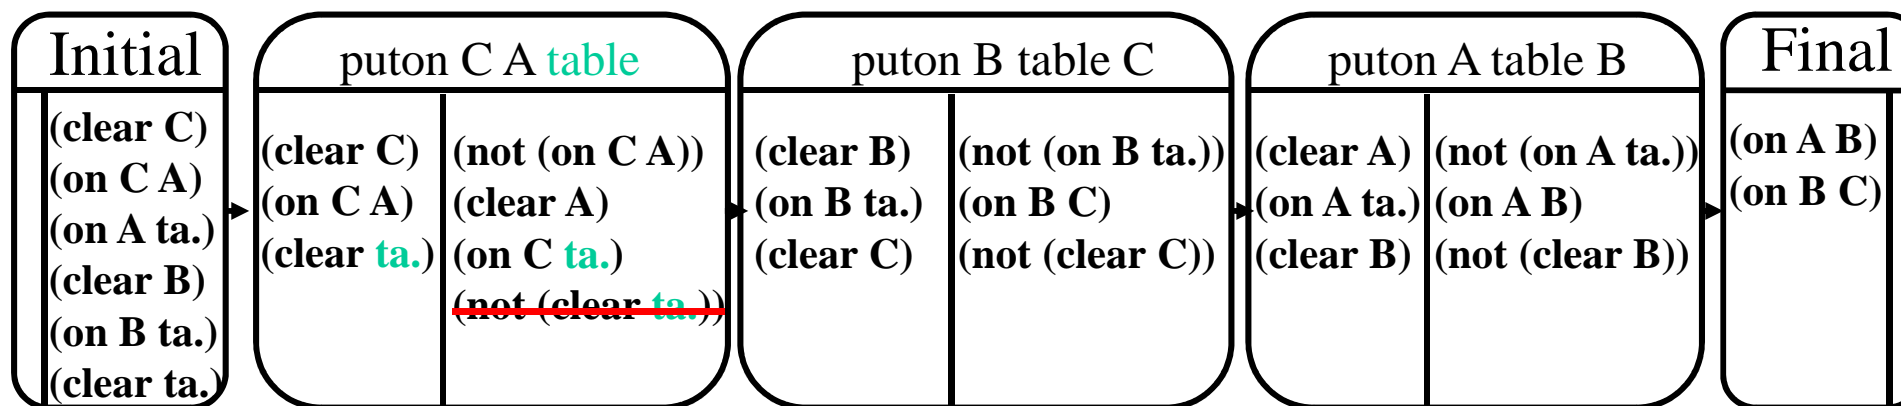 Initial
(clear C)
(on C A)
(on A ta.)
(clear B)
(on B ta.)
(clear ta.)
puton C A table
(clear C)
(on C A)
(clear ta.)
(not (on C A))
(clear A)
(on C ta.)
(not (clear ta.))
puton B table C
(clear B)
(on B ta.)
(clear C)
(not (on B ta.))
(on B C)
(not (clear C))
puton A table B
(clear A)
(on A ta.)
(clear B)
(not (on A ta.))
(on A B)
(not (clear B))
Final
(on A B)
(on B C)